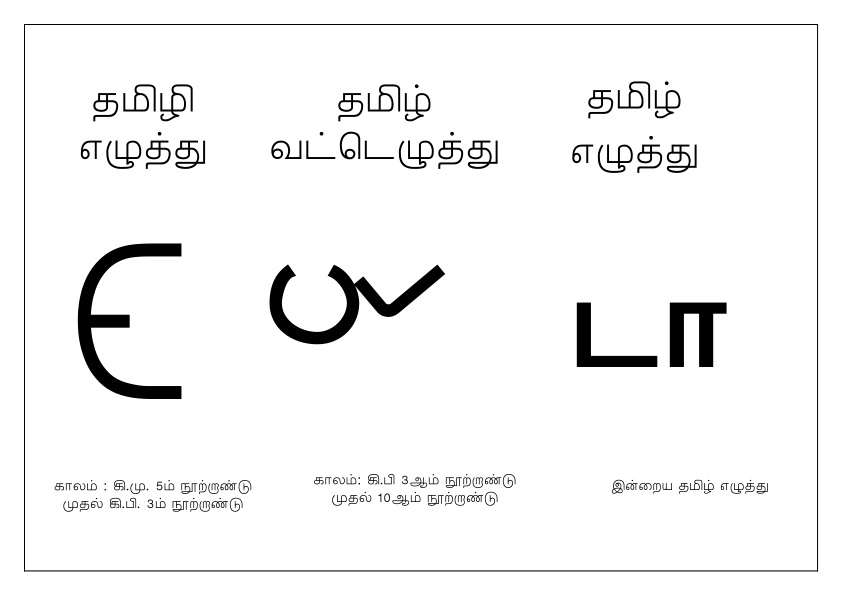 தமிழி
எழுத்து
தமிழ்
வட்டெழுத்து
தமிழ்
எழுத்து
டா
காலம் : கி.மு. 5ம் நூற்றாண்டு
முதல் கி.பி. 3ம் நூற்றாண்டு
காலம்: கி.பி 3ஆம் நூற்றாண்டு
முதல் 10ஆம் நூற்றாண்டு
இன்றைய தமிழ் எழுத்து